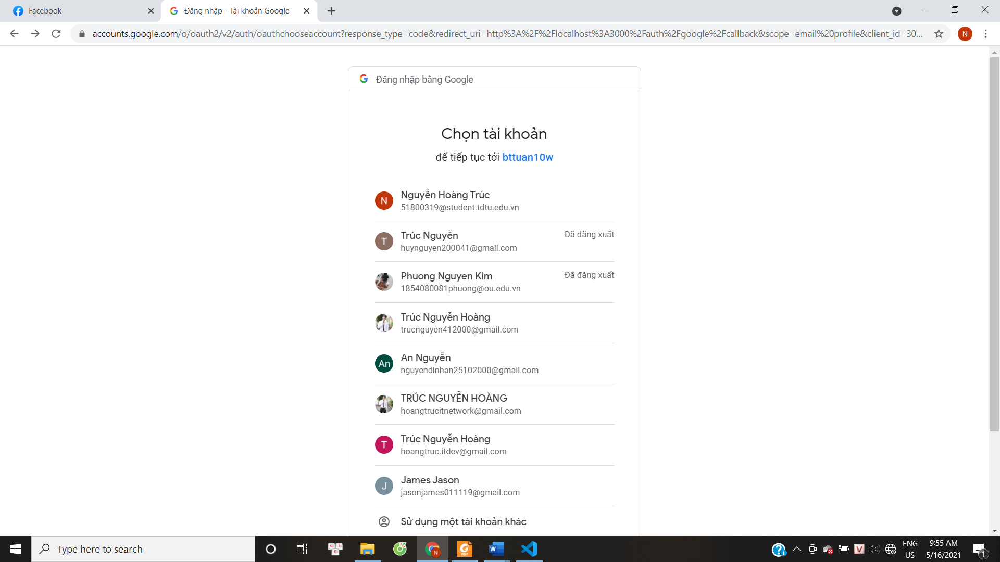 Facebook
Đăng nhập - Tài khoản Google
accounts.google.com/o/oauth2/v2/auth/oauthchooseaccount?response_type=code&redirect_uri=http%3A%2F%2Flocalhost%3A3000%2Fauth%2Fgoogle%2Fcallback&scope=email%20profile&client_id=30...
N
Đăng nhập bằng Google
Chọn tài khoản
để tiếp tục tới bttuan10w
N
Nguyễn Hoàng Trúc
51800319@student.tdtu.edu.vn
T
Trúc Nguyễn
Đã đăng xuất
huynguyen200041@gmail.com
Phuong Nguyen Kim
Đã đăng xuất
1854080081phuong@ou.edu.vn
Trúc Nguyễn Hoàng
trucnguyen412000@gmail.com
An
An Nguyễn
nguyendinhan25102000@gmail.com
TRÚC NGUYỄN HOÀNG
hoangtrucitnetwork@gmail.com
T
Trúc Nguyễn Hoàng
hoangtruc.itdev@gmail.com
J
James Jason
jasonjames011119@gmail.com
Sử dụng một tài khoản khác
Type here to search
N
PDF
W
V
ENG
US
9:55 AM
5/16/2021
1